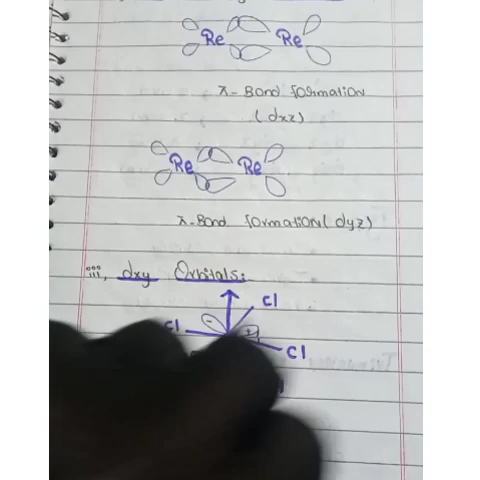 Re Re
π-Bond formation
(dxz)
Re Re
π-Bond formation (dyz)
iii, dxy Orbitals:
Cl
Cl
Cl